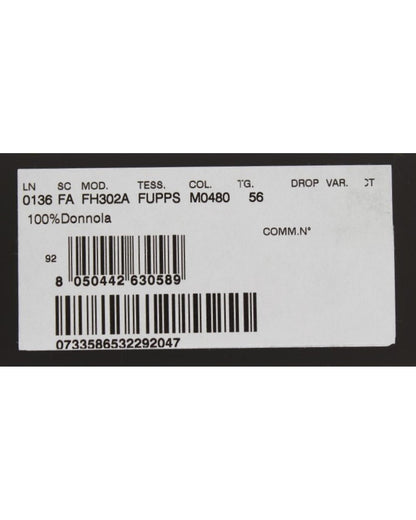 LN SC MOD. TESS. COL. TG. DROP VAR. CT
0136 FA FH302A FUPPS M0480 56
100%Donnola
COMM.N°
92
8 050442 630589
0733586532292047